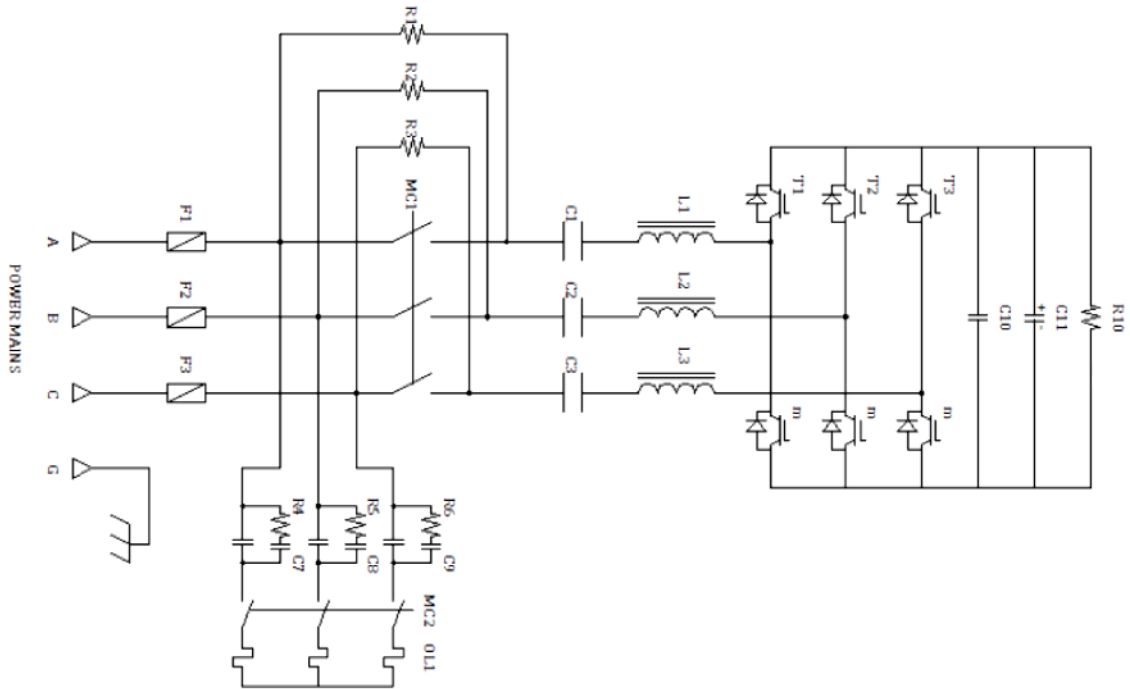 R1
R2
R3
MC1
F1
F2
F3
A
B
C
G
POWER MAINS
C1
C2
C3
L1
L2
L3
T1
T2
T3
m
m
m
C10
+ -
C11
R10
R4
R5
R6
C7
C8
C9
MC2
OL1